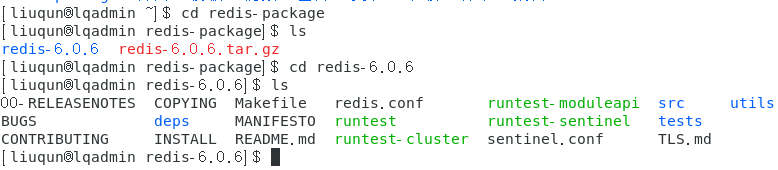 [liuqun@lqadmin ~]$ cd redis-package
[liuqun@lqadmin redis-package]$ ls
redis-6.0.6  redis-6.0.6.tar.gz
[liuqun@lqadmin redis-package]$ cd redis-6.0.6
[liuqun@lqadmin redis-6.0.6]$ ls
00-RELEASENOTES  COPYING  Makefile   redis.conf       runtest-moduleapi  src     utils
BUGS             deps     MANIFESTO  runtest          runtest-sentinel   tests
CONTRIBUTING     INSTALL  README.md  runtest-cluster  sentinel.conf      TLS.md
[liuqun@lqadmin redis-6.0.6]$